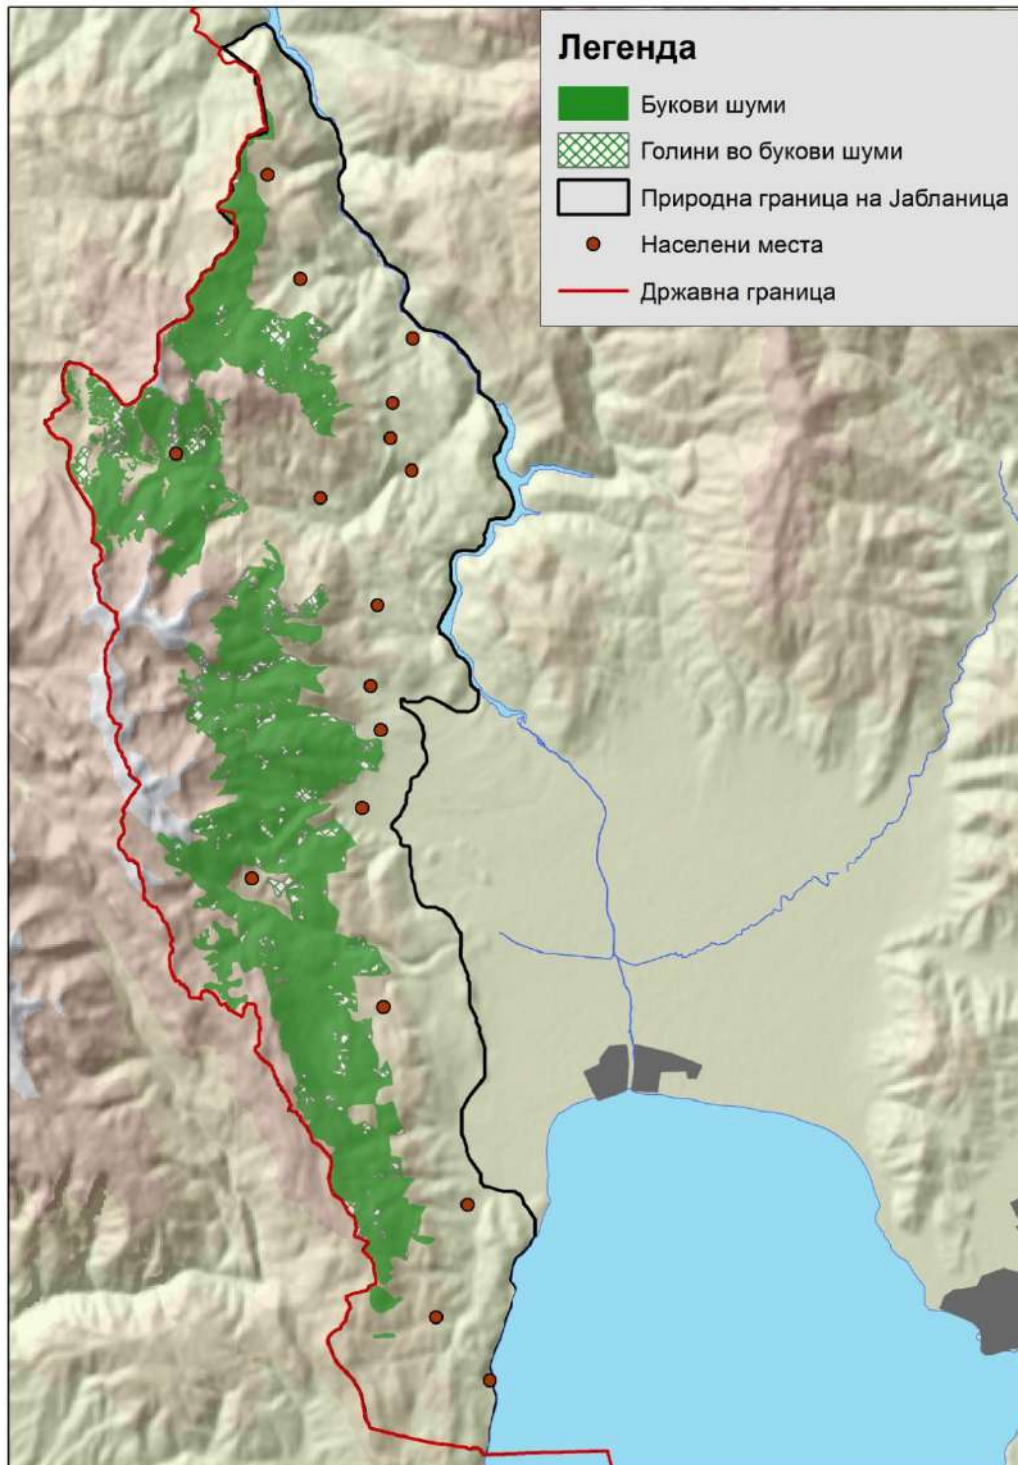 Легенда
Букови шуми
Голини во букови шуми
Природна граница на Јабланица
Населени места
Државна граница